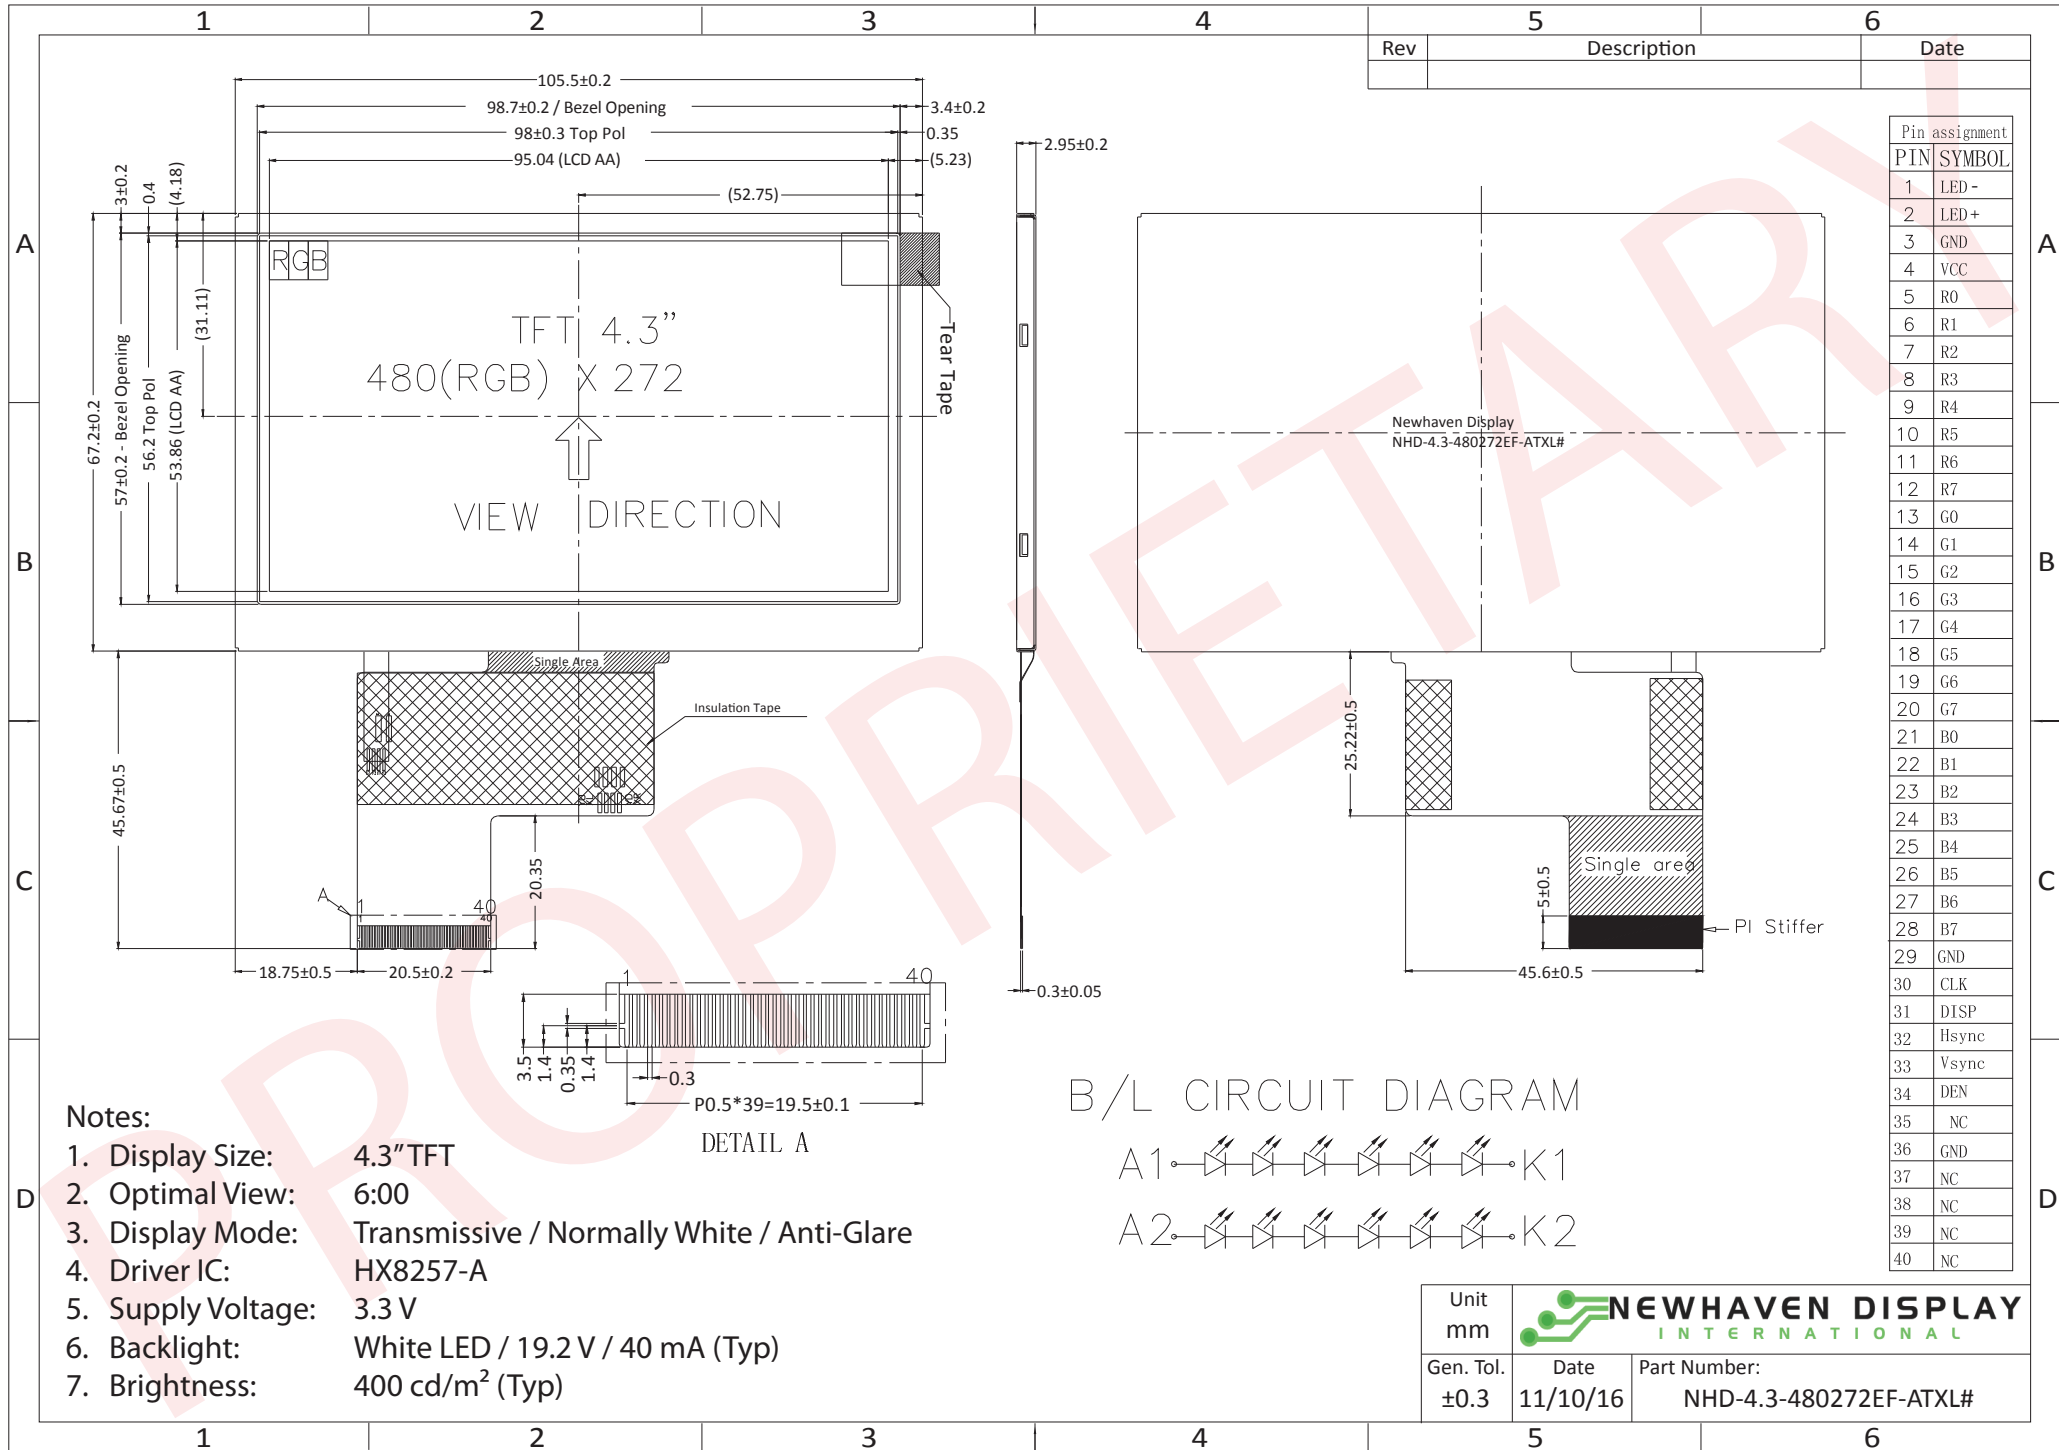 1 2 3 4 5 6
Rev Description Date
105.5±0.2
98.7±0.2 / Bezel Opening
3.4±0.2
98±0.3 Top Pol
0.35
95.04 (LCD AA)
(5.23)
(52.75)
2.95±0.2
3±0.2
0.4
(4.18)
(31.11)
67.2±0.2
57±0.2 - Bezel Opening
56.2 Top Pol
53.86 (LCD AA)
A
A
RGB
TFT 4.3”
480(RGB) X 272
Tear Tape
VIEW DIRECTION
Newhaven Display
NHD-4.3-480272EF-ATXL#
B
B
Single Area
Insulation Tape
45.67±0.5
20.35
25.22±0.5
C
C
A
1 40
40
18.75±0.5
20.5±0.2
Single area
5±0.5
PI Stiffer
45.6±0.5
0.3±0.05
1 40
3.5
1.4
0.35
1.4
0.3
P0.5*39=19.5±0.1
DETAIL A
Pin assignment
PIN SYMBOL
1 LED-
2 LED+
3 GND
4 VCC
5 R0
6 R1
7 R2
8 R3
9 R4
10 R5
11 R6
12 R7
13 G0
14 G1
15 G2
16 G3
17 G4
18 G5
19 G6
20 G7
21 B0
22 B1
23 B2
24 B3
25 B4
26 B5
27 B6
28 B7
29 GND
30 CLK
31 DISP
32 Hsync
33 Vsync
34 DEN
35 NC
36 GND
37 NC
38 NC
39 NC
40 NC
B/L CIRCUIT DIAGRAM
A1 K1
A2 K2
D
D
Notes:
1. Display Size: 4.3” TFT
2. Optimal View: 6:00
3. Display Mode: Transmissive / Normally White / Anti-Glare
4. Driver IC: HX8257-A
5. Supply Voltage: 3.3 V
6. Backlight: White LED / 19.2 V / 40 mA (Typ)
7. Brightness: 400 cd/m² (Typ)
Unit
mm
NEWHAVEN DISPLAY
INTERNATIONAL
Gen. Tol.
±0.3
Date
11/10/16
Part Number:
NHD-4.3-480272EF-ATXL#
1 2 3 4 5 6
PROPRIETARY